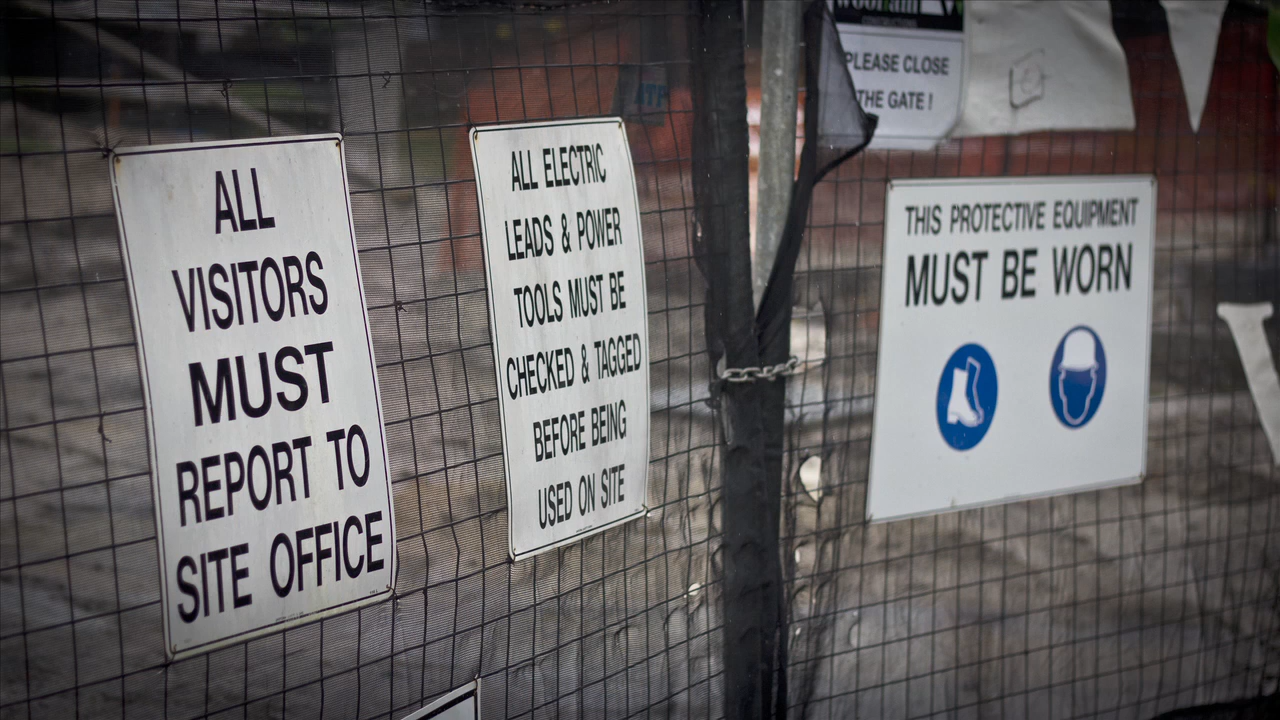 ALL
VISITORS
MUST
REPORT TO
SITE OFFICE
ALL ELECTRIC
LEADS & POWER
TOOLS MUST BE
CHECKED & TAGGED
BEFORE BEING
USED ON SITE
PLEASE CLOSE
THE GATE !
THIS PROTECTIVE EQUIPMENT
MUST BE WORN